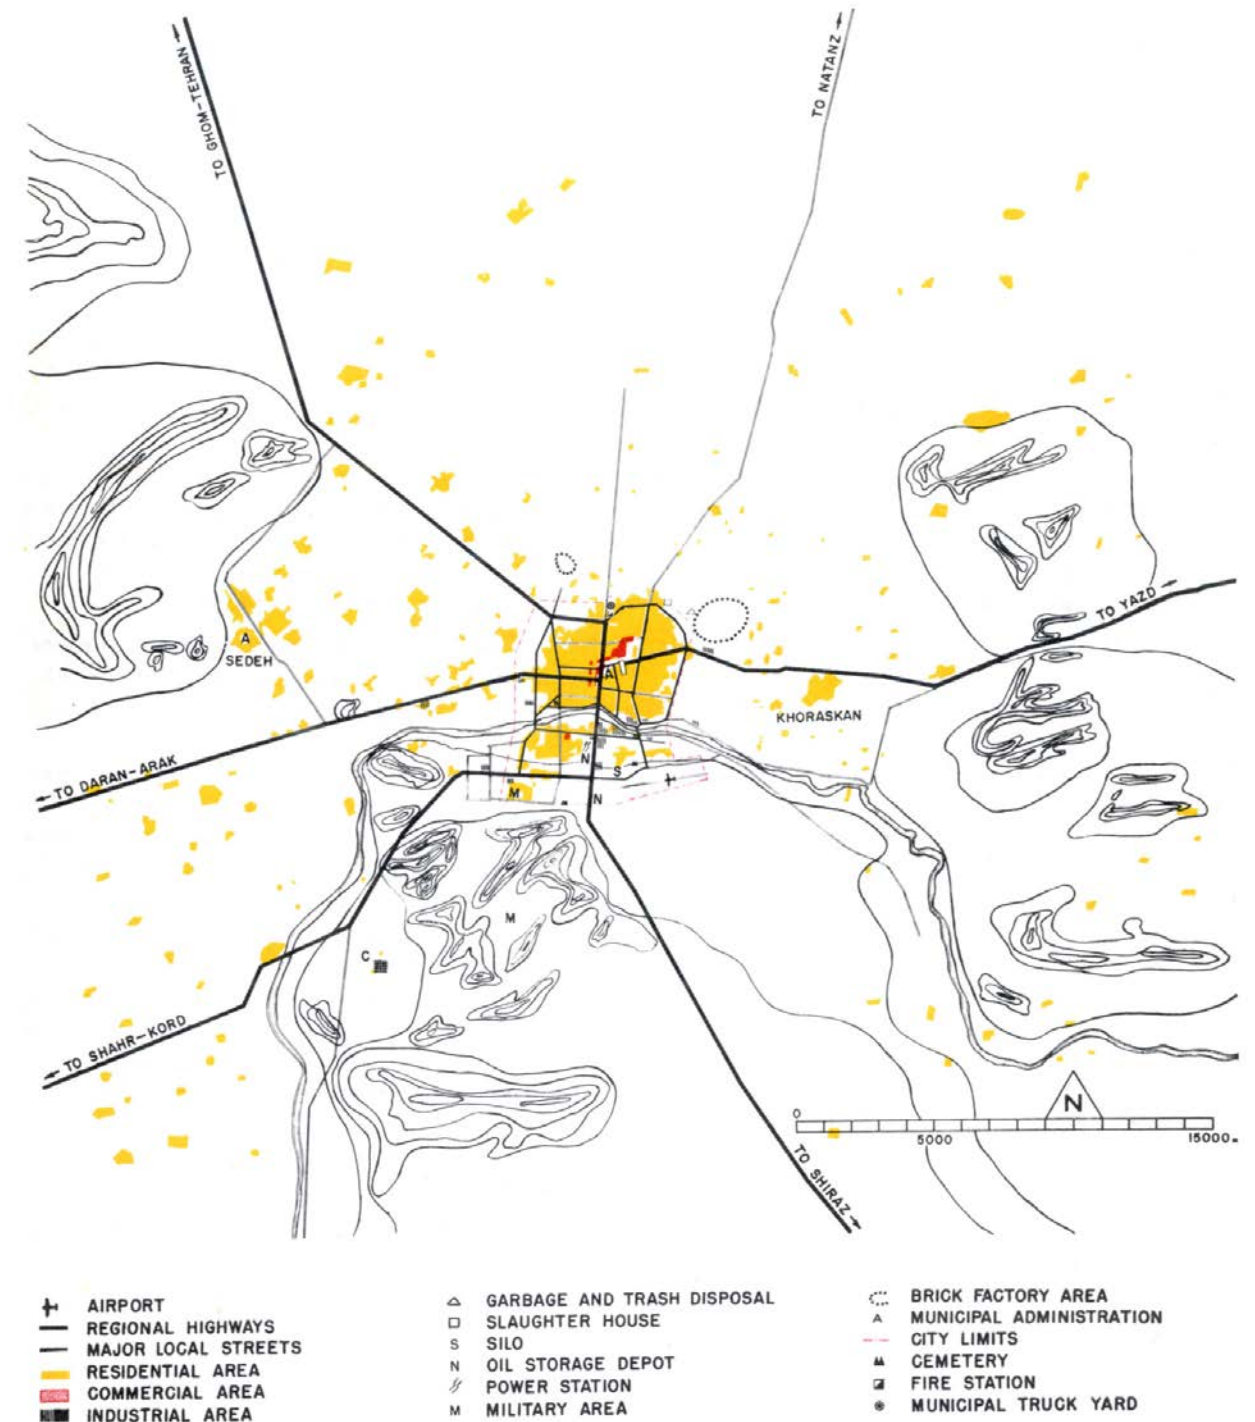 TO GHOM-TEHRAN
TO NATANZ
TO YAZD
A
SEDEH
A
KHORASKAN
TO DARAN-ARAK
N
S
M
N
M
C
TO SHAHR-KORD
N
0
5000
15000
TO SHIRAZ
AIRPORT
REGIONAL HIGHWAYS
MAJOR LOCAL STREETS
RESIDENTIAL AREA
COMMERCIAL AREA
INDUSTRIAL AREA
GARBAGE AND TRASH DISPOSAL
SLAUGHTER HOUSE
S SILO
N OIL STORAGE DEPOT
POWER STATION
M MILITARY AREA
BRICK FACTORY AREA
A MUNICIPAL ADMINISTRATION
CITY LIMITS
CEMETERY
FIRE STATION
MUNICIPAL TRUCK YARD